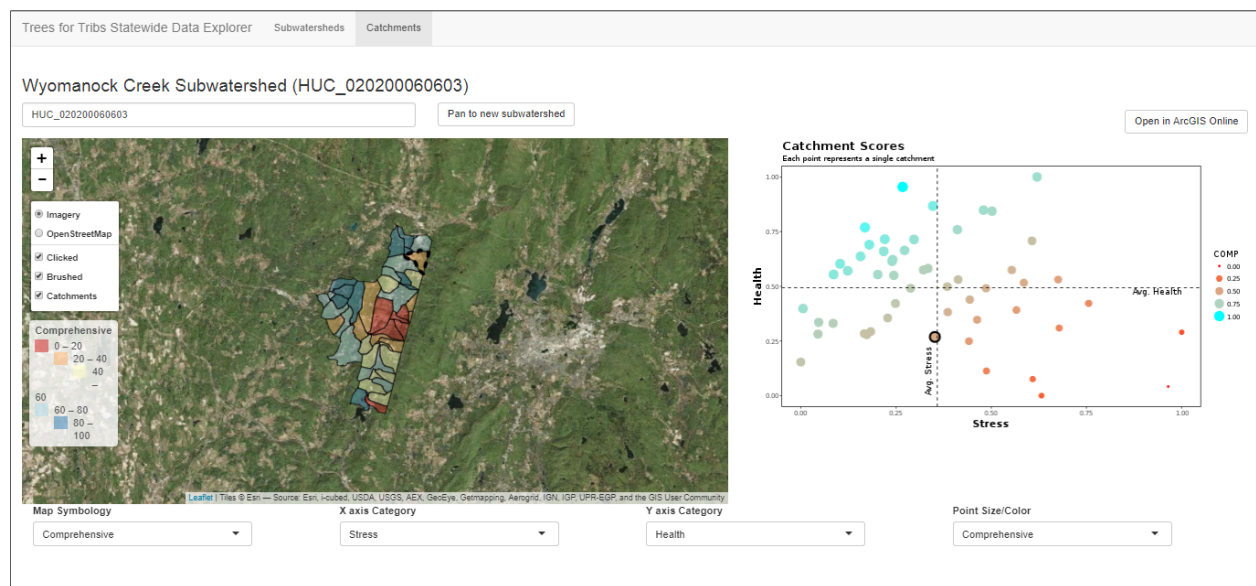 Trees for Tribs Statewide Data Explorer Subwatersheds Catchments
Wyomanock Creek Subwatershed (HUC_020200060603)
HUC_020200060603 Pan to new subwatershed
Open in ArcGIS Online
+
−
Imagery
OpenStreetMap
Clicked
Brushed
Catchments
Comprehensive
0 – 20
20 – 40
40
–
60
60 – 80
80 –
100
Leaflet | Tiles © Esri — Source: Esri, i-cubed, USDA, USGS, AEX, GeoEye, Getmapping, Aerogrid, IGN, IGP, UPR-EGP, and the GIS User Community
Catchment Scores
Each point represents a single catchment
Health
1.00
0.75
0.50
0.25
0.00
Avg. Health
Avg. Stress
0.00 0.25 0.50 0.75 1.00
Stress
COMP
0.00
0.25
0.50
0.75
1.00
Map Symbology X axis Category Y axis Category Point Size/Color
Comprehensive Stress Health Comprehensive